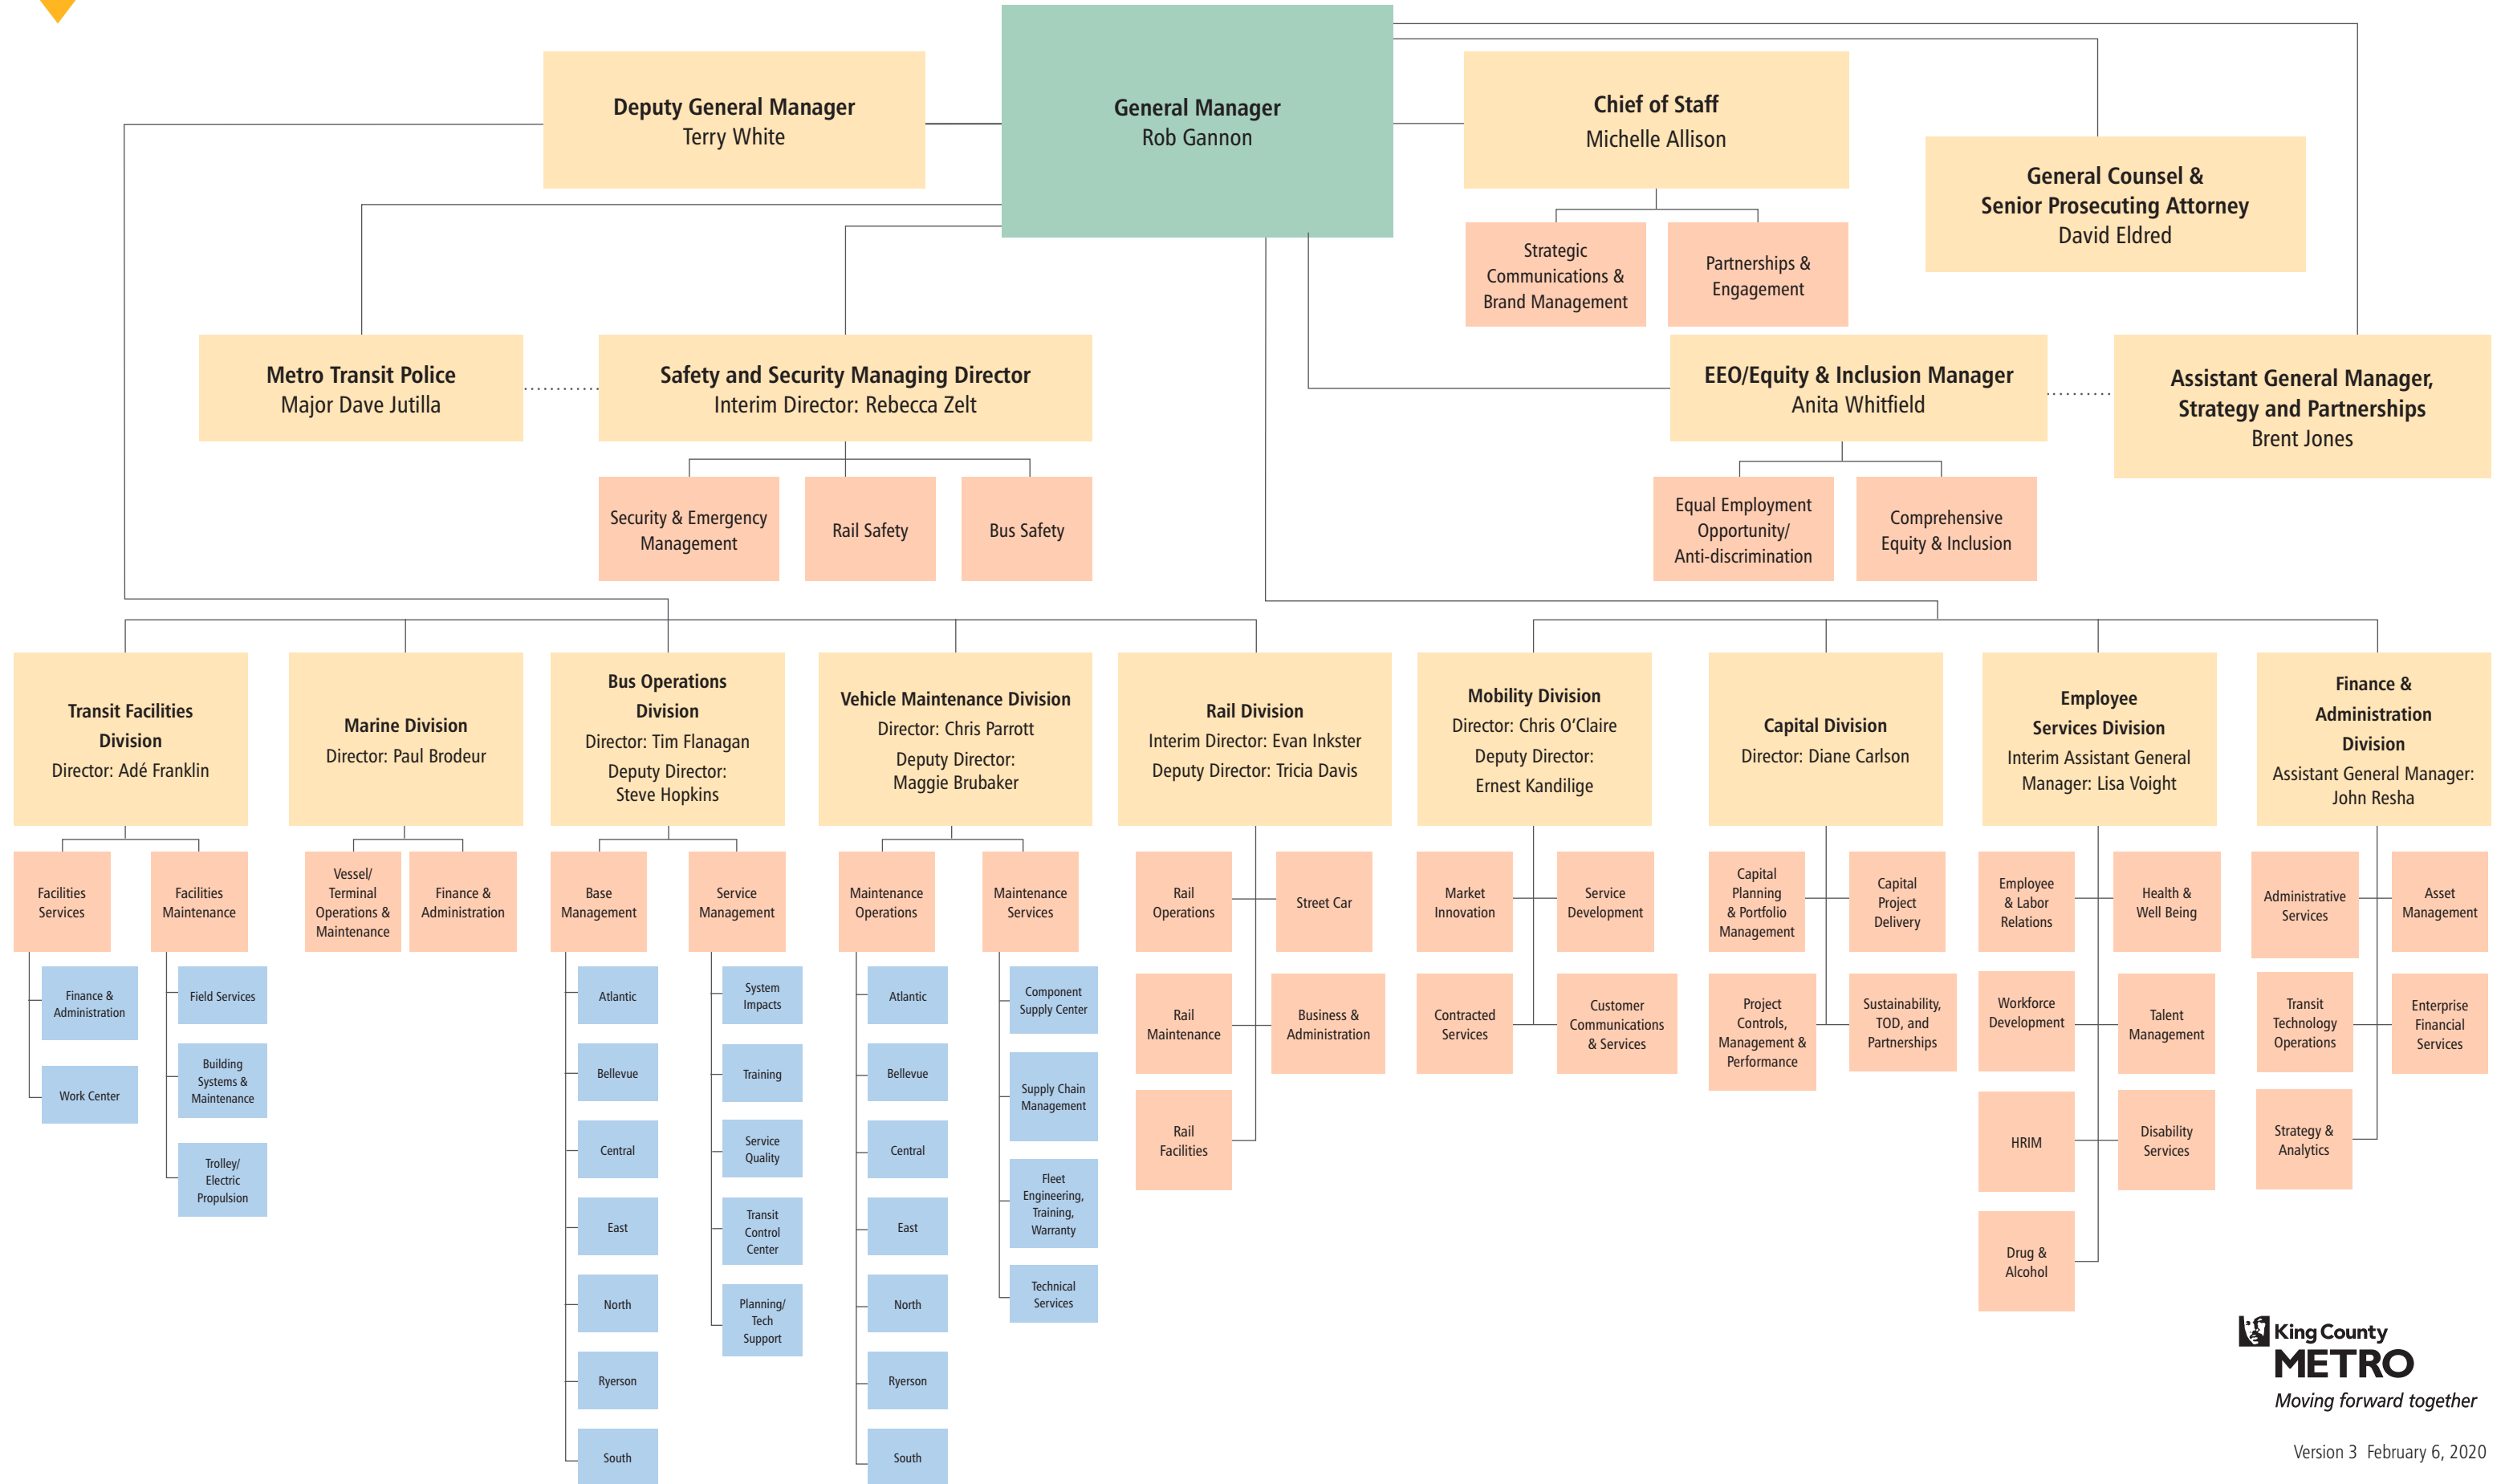 Deputy General Manager
Terry White
General Manager
Rob Gannon
Chief of Staff
Michelle Allison
General Counsel &
Senior Prosecuting Attorney
David Eldred
Strategic
Communications &
Brand Management
Partnerships &
Engagement
Metro Transit Police
Major Dave Jutilla
Safety and Security Managing Director
Interim Director: Rebecca Zelt
EEO/Equity & Inclusion Manager
Anita Whitfield
Assistant General Manager,
Strategy and Partnerships
Brent Jones
Security & Emergency
Management
Rail Safety
Bus Safety
Equal Employment
Opportunity/
Anti-discrimination
Comprehensive
Equity & Inclusion
Transit Facilities
Division
Director: Adé Franklin
Marine Division
Director: Paul Brodeur
Bus Operations
Division
Director: Tim Flanagan
Deputy Director:
Steve Hopkins
Vehicle Maintenance Division
Director: Chris Parrott
Deputy Director:
Maggie Brubaker
Rail Division
Interim Director: Evan Inkster
Deputy Director: Tricia Davis
Mobility Division
Director: Chris O’Claire
Deputy Director:
Ernest Kandilige
Capital Division
Director: Diane Carlson
Employee
Services Division
Interim Assistant General
Manager: Lisa Voight
Finance &
Administration
Division
Assistant General Manager:
John Resha
Facilities
Services
Facilities
Maintenance
Finance &
Administration
Work Center
Field Services
Building
Systems &
Maintenance
Trolley/
Electric
Propulsion
Vessel/
Terminal
Operations &
Maintenance
Finance &
Administration
Base
Management
Service
Management
Atlantic
Bellevue
Central
East
North
Ryerson
South
System
Impacts
Training
Service
Quality
Transit
Control
Center
Planning/
Tech
Support
Maintenance
Operations
Maintenance
Services
Atlantic
Bellevue
Central
East
North
Ryerson
South
Component
Supply Center
Supply Chain
Management
Fleet
Engineering,
Training,
Warranty
Technical
Services
Rail
Operations
Street Car
Rail
Maintenance
Business &
Administration
Rail
Facilities
Market
Innovation
Service
Development
Contracted
Services
Customer
Communications
& Services
Capital
Planning
& Portfolio
Management
Capital
Project
Delivery
Project
Controls,
Management &
Performance
Sustainability,
TOD, and
Partnerships
Employee
& Labor
Relations
Health &
Well Being
Workforce
Development
Talent
Management
HRIM
Disability
Services
Drug &
Alcohol
Administrative
Services
Asset
Management
Transit
Technology
Operations
Enterprise
Financial
Services
Strategy &
Analytics
King County
METRO
Moving forward together
Version 3 February 6, 2020